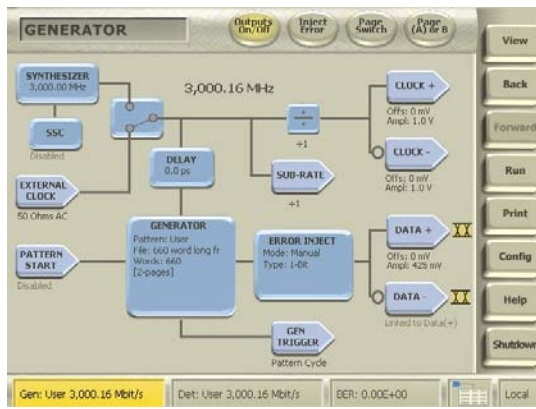 GENERATOR
Outputs
On/Off
Inject
Error
Page
Switch
Page
(A) or B
View
Back
Forward
Run
Print
Config
Help
Shutdown
SYNTHESIZER
3,000.00 MHz
SSC
Disabled
EXTERNAL
CLOCK
50 Ohms AC
PATTERN
START
Disabled
3,000.16 MHz
DELAY
0.0 ps
GENERATOR
Pattern: User
File: 660 word long fr
Words: 660
[2-pages]
÷
÷1
SUB-RATE
÷1
ERROR INJECT
Mode: Manual
Type: 1-Bit
GEN
TRIGGER
Pattern Cycle
CLOCK +
Offs: 0 mV
Ampl: 1.0 V
CLOCK -
Offs: 0 mV
Ampl: 1.0 V
DATA +
Offs: 0 mV
Ampl: 425 mV
DATA -
Linked to Data(+)
Gen: User 3,000.16 Mbit/s
Det: User 3,000.16 Mbit/s
BER: 0.00E+00
Local